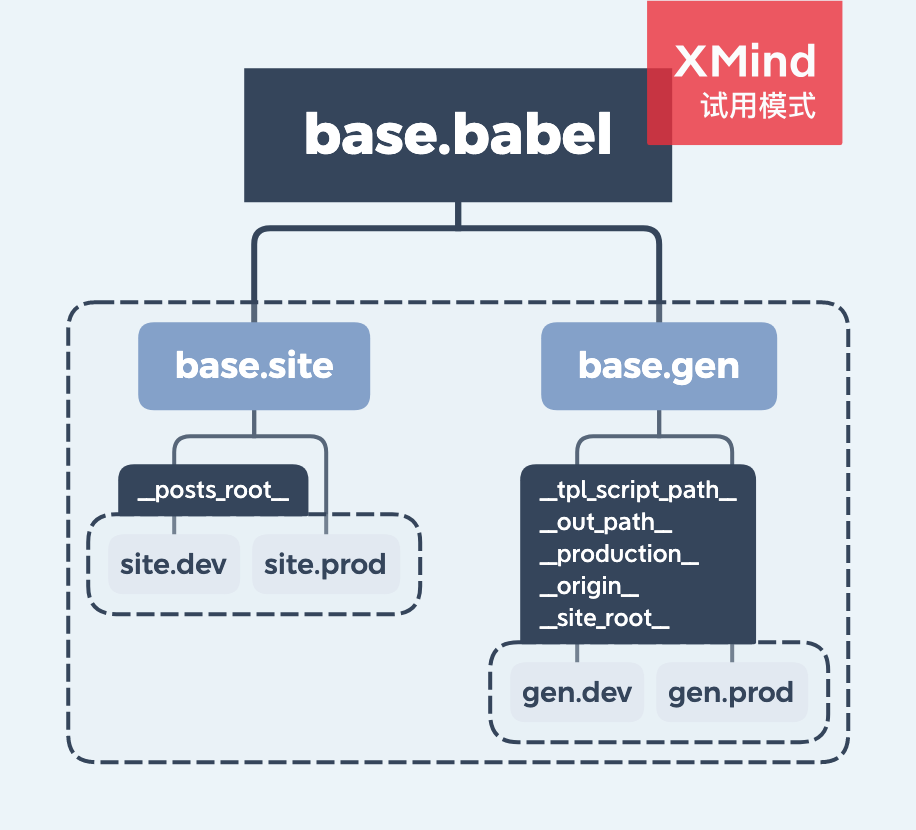 XMind
试用模式
base.babel
base.site
base.gen
__posts_root__
site.dev
site.prod
__tpl_script_path__
__out_path__
__production__
__origin__
__site_root__
gen.dev
gen.prod